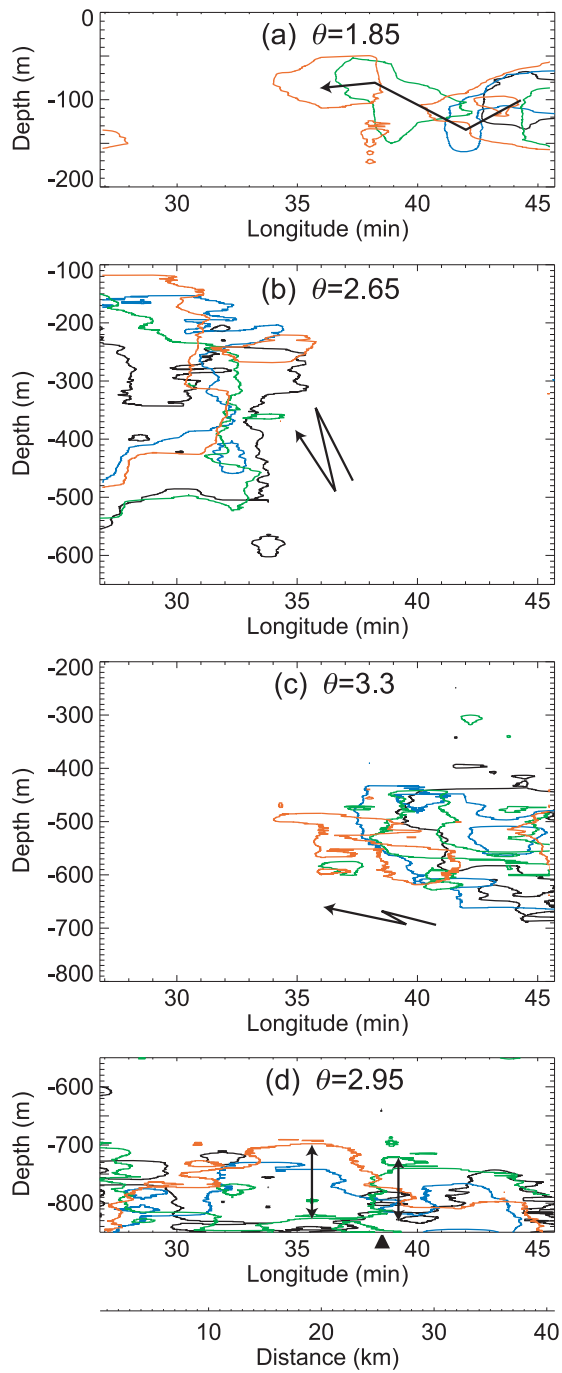 (a) θ=1.85
0
-100
-200
Depth (m)
30 35 40 45
Longitude (min)
(b) θ=2.65
-100
-200
-300
-400
-500
-600
Depth (m)
30 35 40 45
Longitude (min)
(c) θ=3.3
-200
-300
-400
-500
-600
-700
-800
Depth (m)
30 35 40 45
Longitude (min)
(d) θ=2.95
-600
-700
-800
Depth (m)
30 35 40 45
Longitude (min)
10 20 30 40
Distance (km)